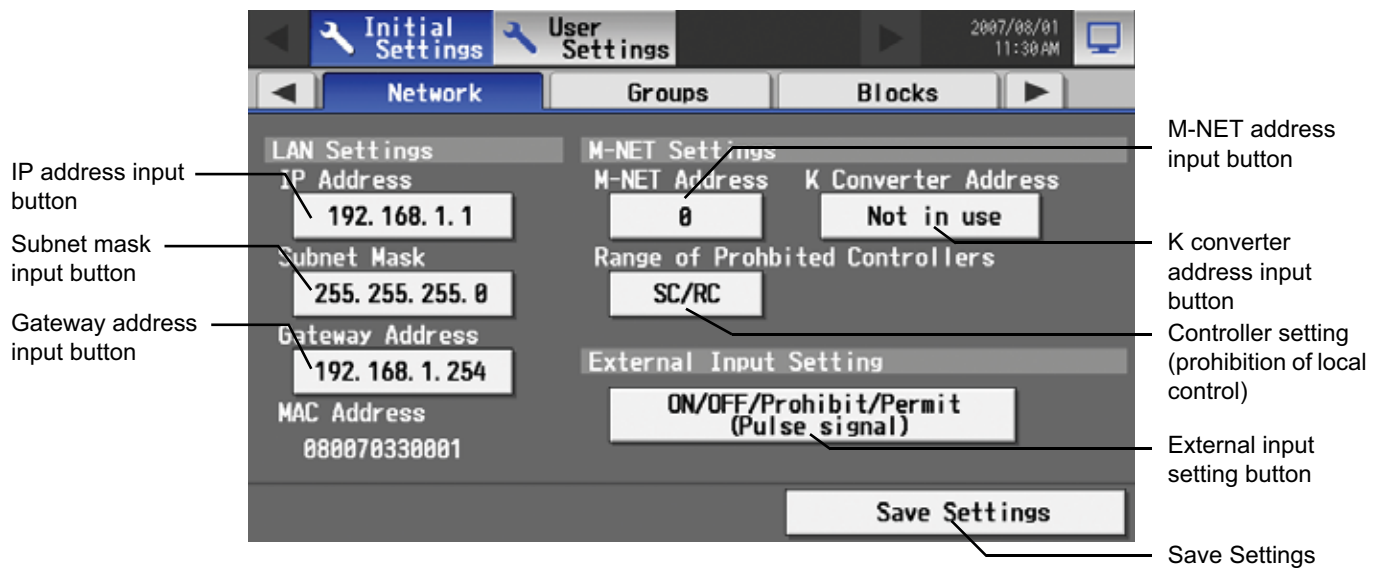 Initial
Settings
User
Settings
2007/08/01
11:30 AM
Network
Groups
Blocks
LAN Settings
IP Address
192.168.1.1
Subnet Mask
255.255.255.0
Gateway Address
192.168.1.254
MAC Address
080070330001
M-NET Settings
M-NET Address
0
K Converter Address
Not in use
Range of Prohbited Controllers
SC/RC
External Input Setting
ON/OFF/Prohibit/Permit
(Pulse signal)
Save Settings
IP address input
button
Subnet mask
input button
Gateway address
input button
M-NET address
input button
K converter
address input
button
Controller setting
(prohibition of local
control)
External input
setting button
Save Settings